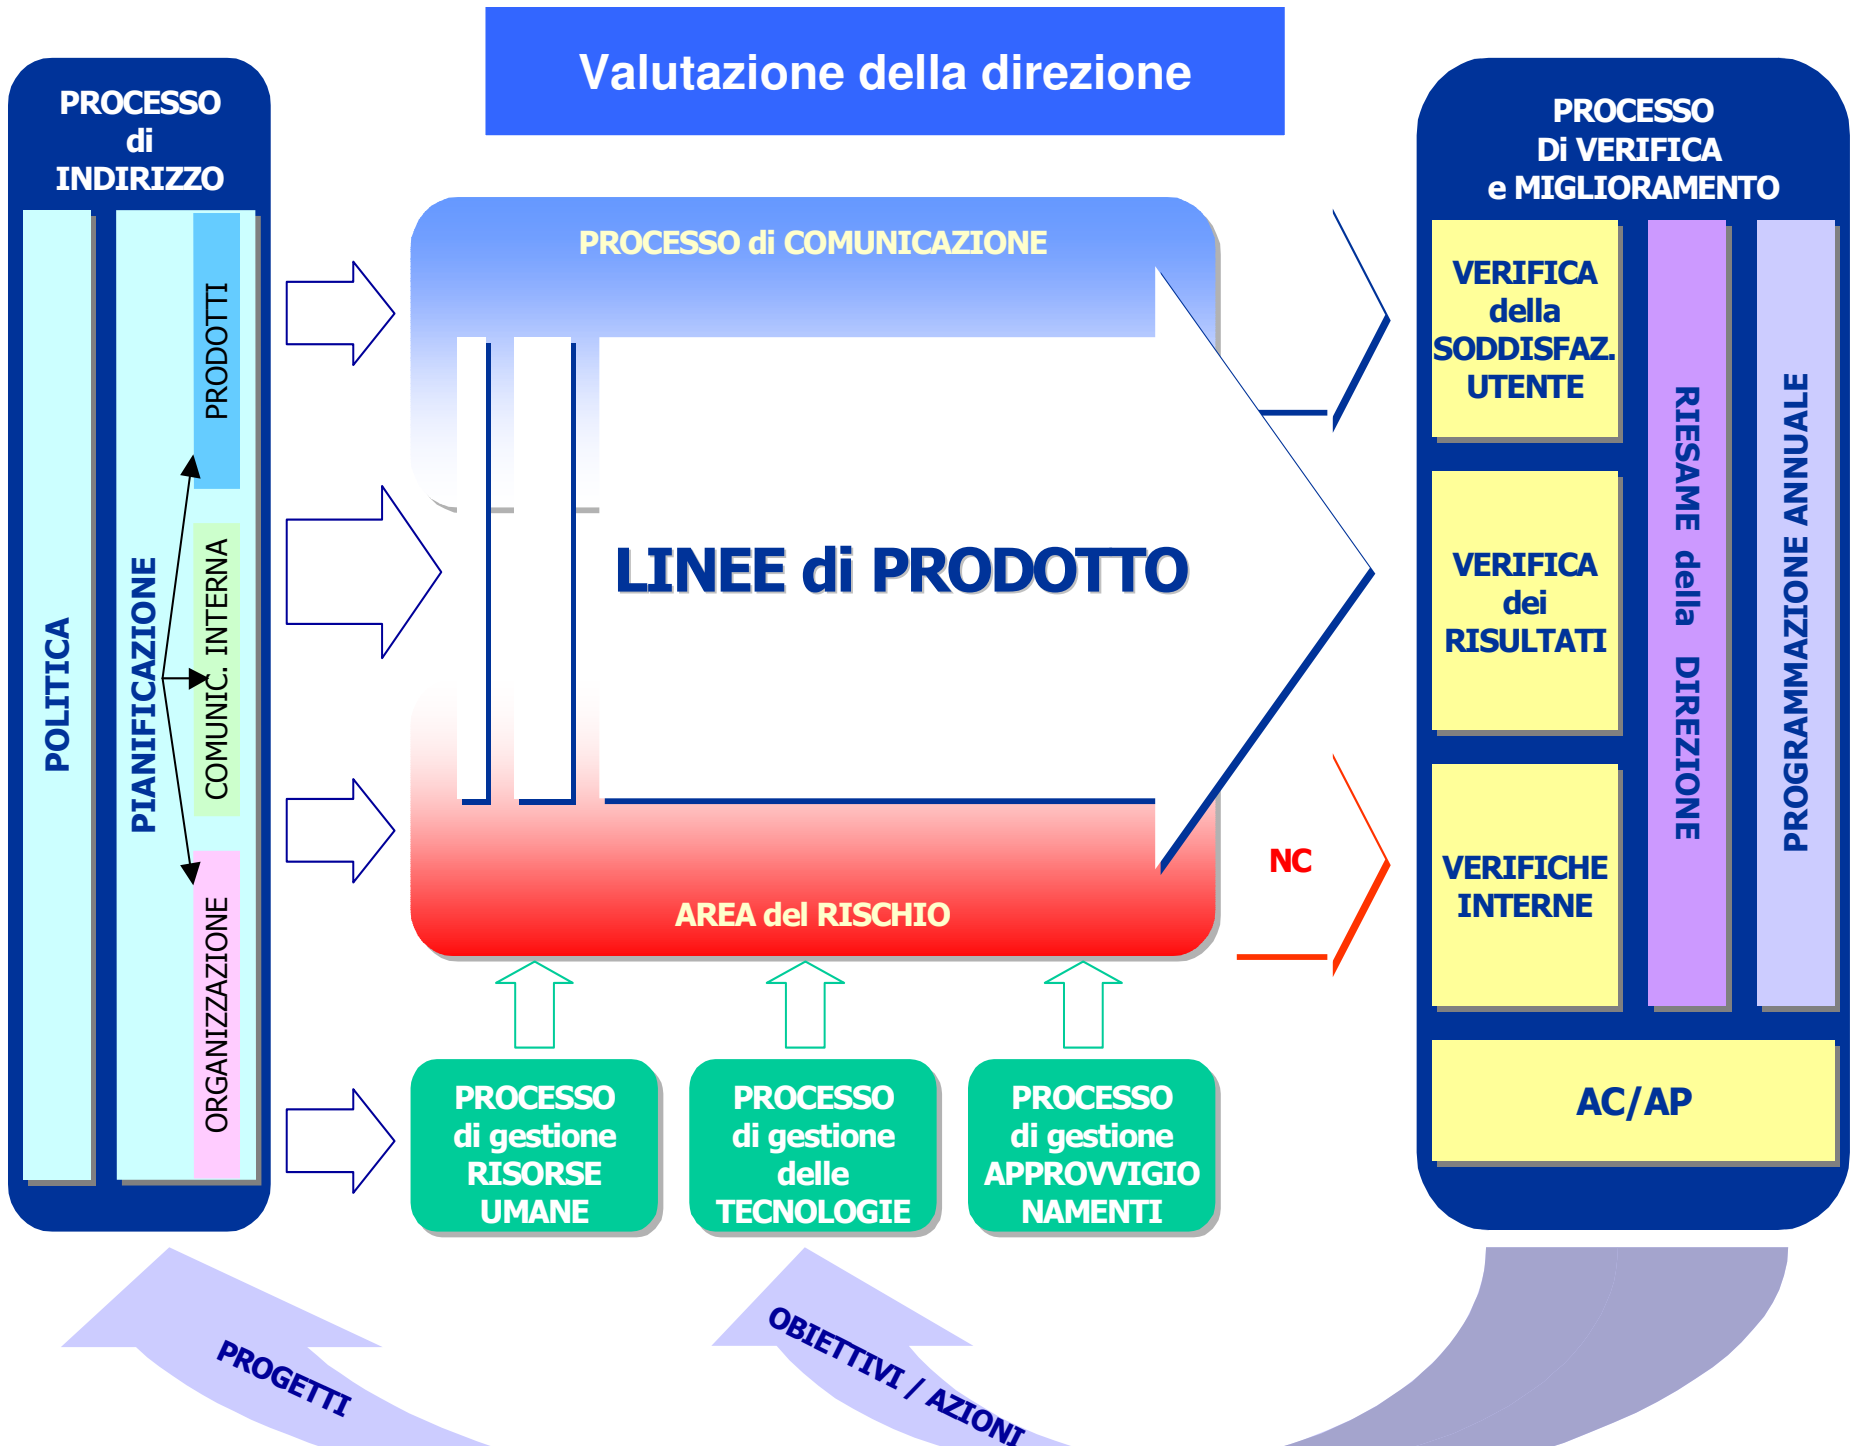 Valutazione della direzione
PROCESSO
di
INDIRIZZO
POLITICA
PIANIFICAZIONE
PRODOTTI
COMUNIC. INTERNA
ORGANIZZAZIONE
PROCESSO di COMUNICAZIONE
LINEE di PRODOTTO
AREA del RISCHIO
NC
PROCESSO
di gestione
RISORSE
UMANE
PROCESSO
di gestione
delle
TECNOLOGIE
PROCESSO
di gestione
APPROVVIGIO
NAMENTI
PROCESSO
Di VERIFICA
e MIGLIORAMENTO
VERIFICA
della
SODDISFAZ.
UTENTE
VERIFICA
dei
RISULTATI
VERIFICHE
INTERNE
RIESAME della DIREZIONE
PROGRAMMAZIONE ANNUALE
AC/AP
PROGETTI
OBIETTIVI / AZIONI